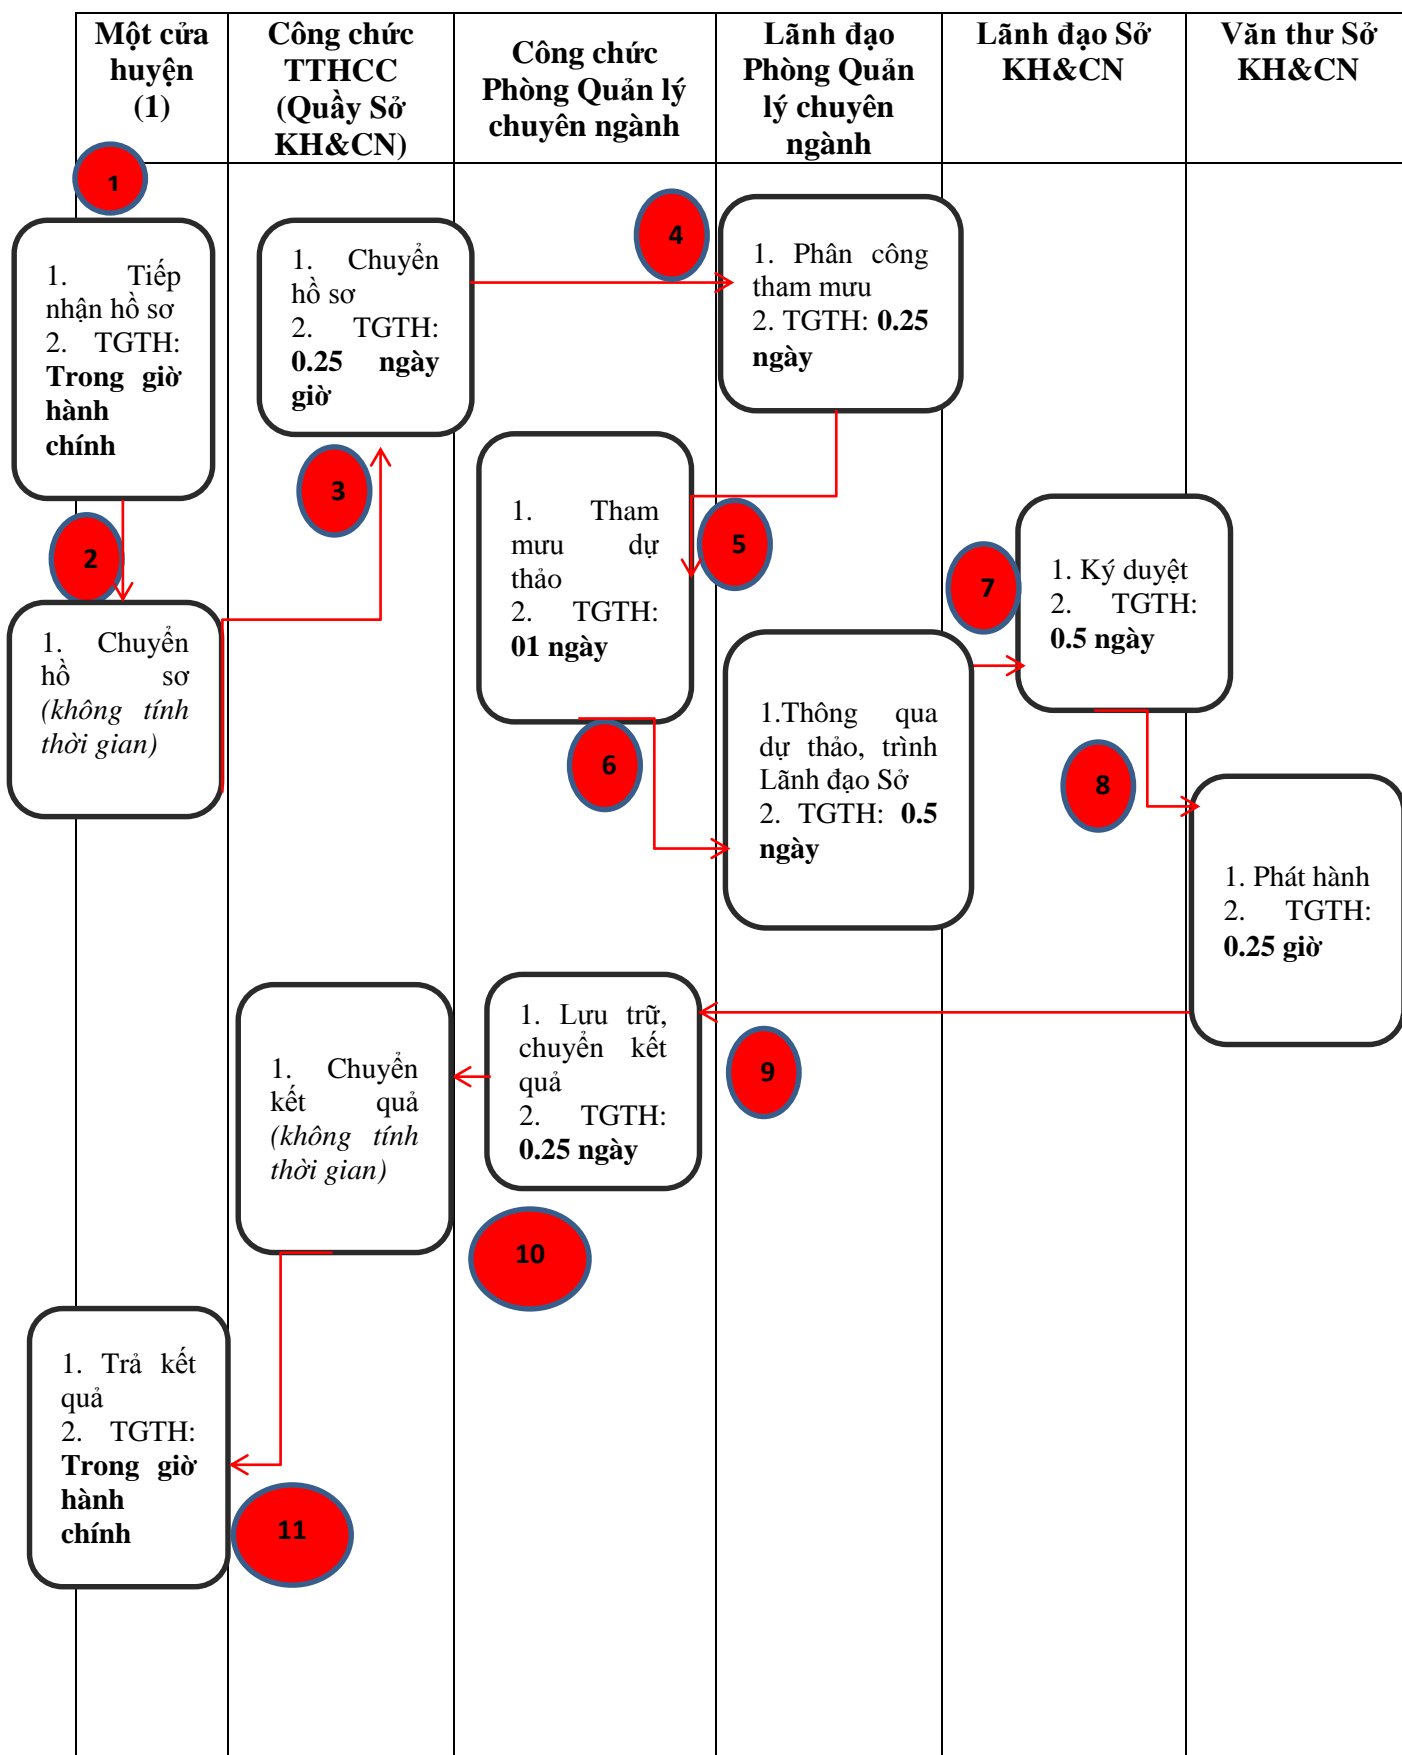 Một cửa
huyện
(1)
Công chức
TTHCC
(Quầy Sở
KH&CN)
Công chức
Phòng Quản lý
chuyên ngành
Lãnh đạo
Phòng Quản
lý chuyên
ngành
Lãnh đạo Sở
KH&CN
Văn thư Sở
KH&CN
1
1. Tiếp
nhận hồ sơ
2. TGTH:
Trong giờ
hành
chính
2
1. Chuyển
hồ sơ
(không tính
thời gian)
3
1. Chuyển
hồ sơ
2. TGTH:
0.25 ngày
giờ
4
1. Phân công
tham mưu
2. TGTH: 0.25
ngày
5
1. Tham
mưu dự
thảo
2. TGTH:
01 ngày
6
1.Thông qua
dự thảo, trình
Lãnh đạo Sở
2. TGTH: 0.5
ngày
7
1. Ký duyệt
2. TGTH:
0.5 ngày
8
1. Phát hành
2. TGTH:
0.25 giờ
9
1. Lưu trữ,
chuyển kết
quả
2. TGTH:
0.25 ngày
10
1. Chuyển
kết quả
(không tính
thời gian)
11
1. Trả kết
quả
2. TGTH:
Trong giờ
hành
chính